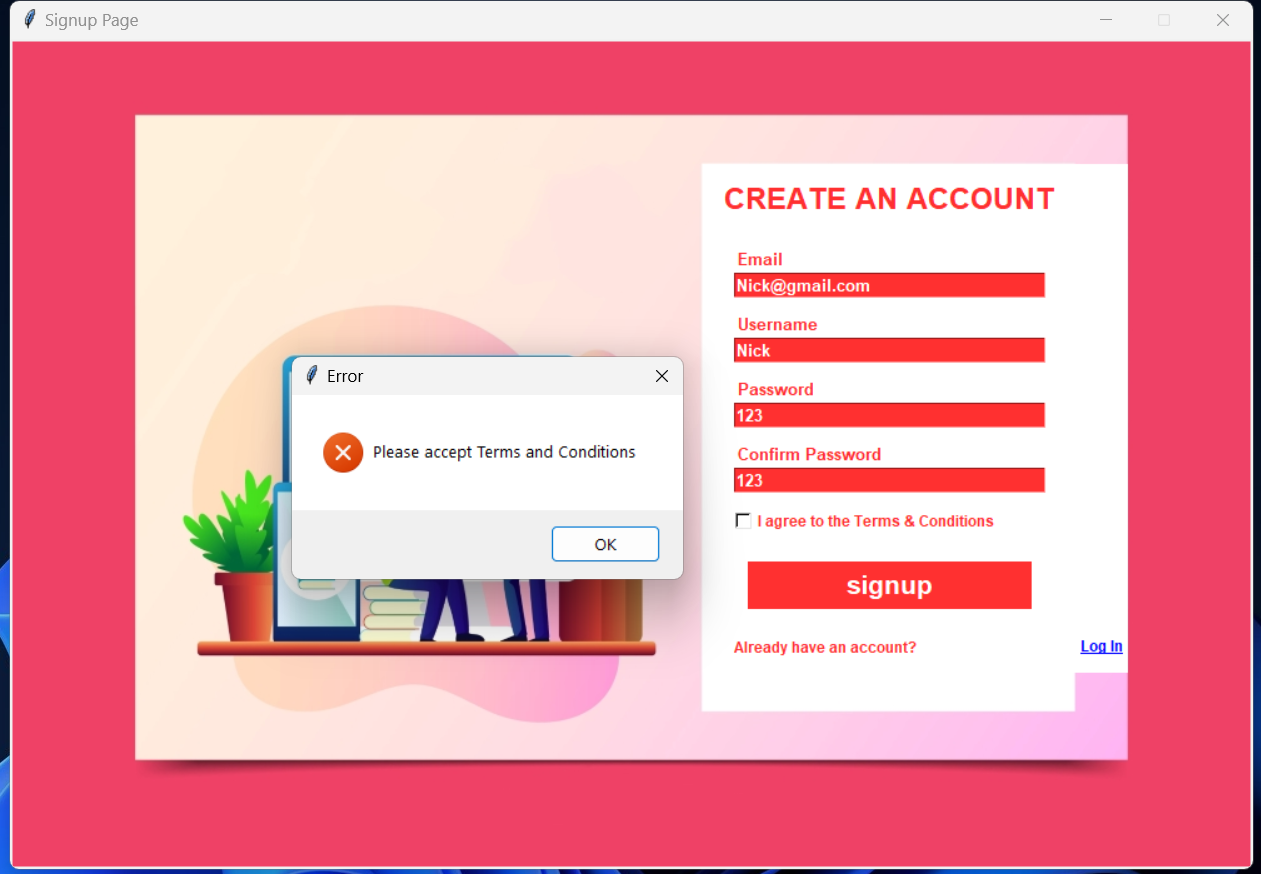 Signup Page
CREATE AN ACCOUNT
Email
Nick@gmail.com
Username
Nick
Password
123
Confirm Password
123
I agree to the Terms & Conditions
signup
Already have an account?
Log In
Error
Please accept Terms and Conditions
OK